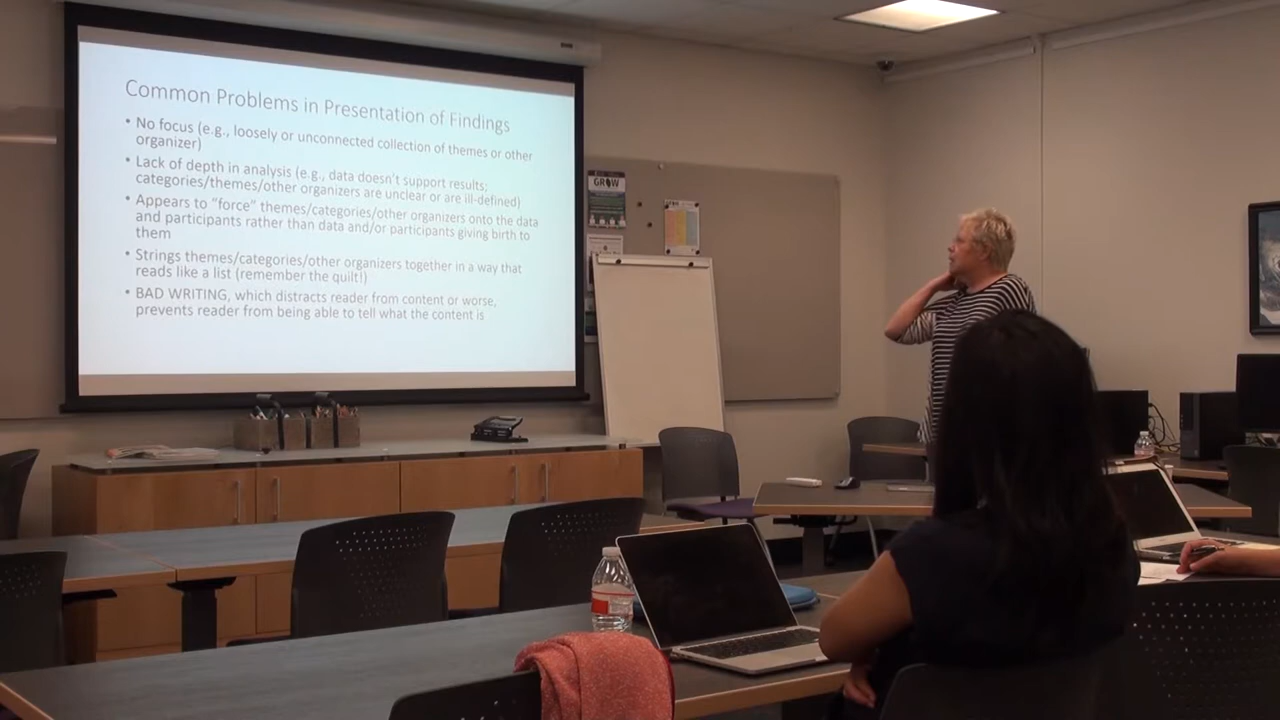 Common Problems in Presentation of Findings
• No focus (e.g., loosely or unconnected collection of themes or other
organizer)
• Lack of depth in analysis (e.g., data doesn't support results;
categories/themes/other organizers are unclear or are ill-defined)
• Appears to "force" themes/categories/other organizers onto the data
and participants rather than data and/or participants giving birth to
them
• Strings themes/categories/other organizers together in a way that
reads like a list (remember the quilt!)
• BAD WRITING, which distracts reader from content or worse,
prevents reader from being able to tell what the content is
GROW